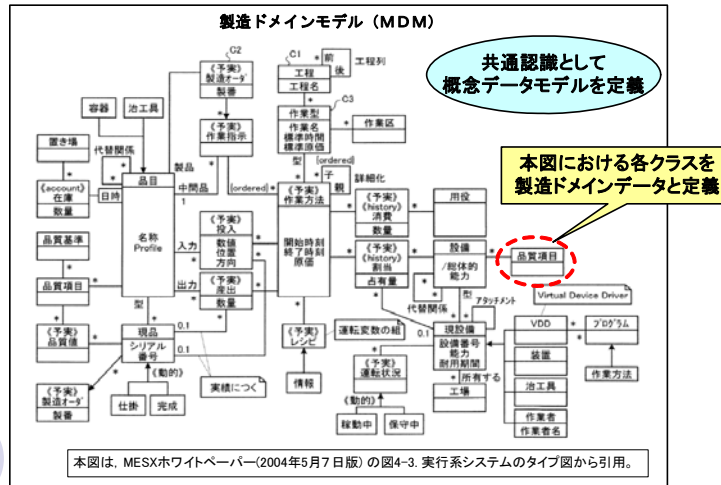 製造ドメインモデル（MDM）
共通認識として
概念データモデルを定義
本図における各クラスを
製造ドメインデータと定義
C2
《予実》
製造オーダ
製番
C1
工程
工程名
前
後
工程列
C3
作業型
作業名
標準時間
標準原価
作業区
容器
治工具
《予実》
作業指示
置き場
代替関係
《account》
在庫
数量
日時
品目
名称
Profile
製品
中間品
1
{ordered}
型
{ordered}
子
親
詳細化
《予実》
作業方法
開始時刻
終了時刻
原価
《予実》
《history》
消費
数量
用役
品質基準
品質項目
《予実》
品質値
入力
《予実》
投入
数値
位置
方向
出力
《予実》
産出
数量
《予実》
《history》
割当
占有量
設備
/総体的
能力
品質項目
代替関係
型
アタッチメント
Virtual Device Driver
型
現品
シリアル
番号
0.1
0.1
《予実》
レシピ
運転変数の組
情報
0.1
現設備
設備番号
能力
耐用期間
VDD
プログラム
装置
作業方法
治工具
作業者
作業者名
《予実》
製造オーダ
製番
《動的》
仕掛
完成
実績につく
《予実》
運転状況
《動的》
稼動中
保守中
所有する
工場
本図は，MESXホワイトペーパー(2004年5月7日版) の図4-3. 実行系システムのタイプ図から引用。